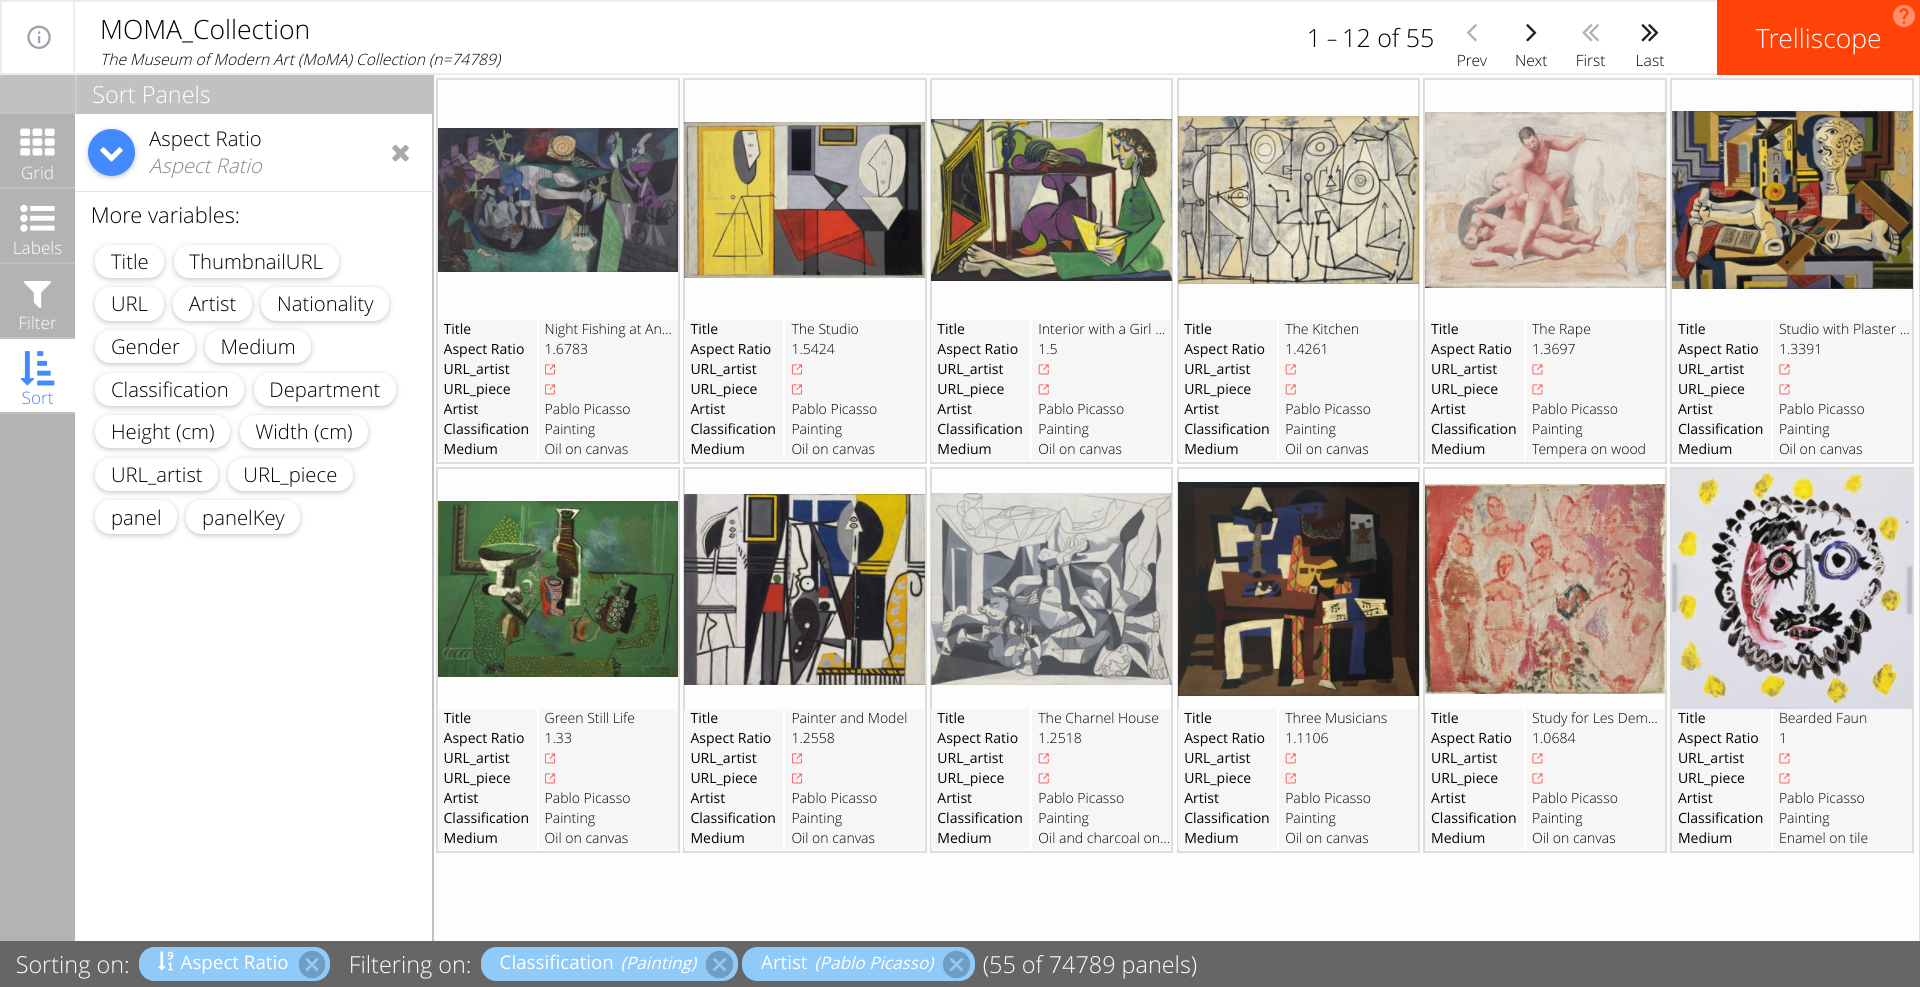 MOMA_Collection
The Museum of Modern Art (MoMA) Collection (n=74789)
1 – 12 of 55
Prev
Next
First
Last
Trelliscope
?
Sort Panels
Grid
Labels
Filter
Sort
Aspect Ratio
Aspect Ratio
More variables:
Title ThumbnailURL
URL Artist Nationality
Gender Medium
Classification Department
Height (cm) Width (cm)
URL_artist URL_piece
panel panelKey
Title Night Fishing at An...
Aspect Ratio 1.6783
URL_artist
URL_piece
Artist Pablo Picasso
Classification Painting
Medium Oil on canvas
Title The Studio
Aspect Ratio 1.5424
URL_artist
URL_piece
Artist Pablo Picasso
Classification Painting
Medium Oil on canvas
Title Interior with a Girl ...
Aspect Ratio 1.5
URL_artist
URL_piece
Artist Pablo Picasso
Classification Painting
Medium Oil on canvas
Title The Kitchen
Aspect Ratio 1.4261
URL_artist
URL_piece
Artist Pablo Picasso
Classification Painting
Medium Oil on canvas
Title The Rape
Aspect Ratio 1.3697
URL_artist
URL_piece
Artist Pablo Picasso
Classification Painting
Medium Tempera on wood
Title Studio with Plaster ...
Aspect Ratio 1.3391
URL_artist
URL_piece
Artist Pablo Picasso
Classification Painting
Medium Oil on canvas
Title Green Still Life
Aspect Ratio 1.33
URL_artist
URL_piece
Artist Pablo Picasso
Classification Painting
Medium Oil on canvas
Title Painter and Model
Aspect Ratio 1.2558
URL_artist
URL_piece
Artist Pablo Picasso
Classification Painting
Medium Oil on canvas
Title The Charnel House
Aspect Ratio 1.2518
URL_artist
URL_piece
Artist Pablo Picasso
Classification Painting
Medium Oil and charcoal on...
Title Three Musicians
Aspect Ratio 1.1106
URL_artist
URL_piece
Artist Pablo Picasso
Classification Painting
Medium Oil on canvas
Title Study for Les Dem...
Aspect Ratio 1.0684
URL_artist
URL_piece
Artist Pablo Picasso
Classification Painting
Medium Oil on canvas
Title Bearded Faun
Aspect Ratio 1
URL_artist
URL_piece
Artist Pablo Picasso
Classification Painting
Medium Enamel on tile
Sorting on: Aspect Ratio Filtering on: Classification (Painting) Artist (Pablo Picasso) (55 of 74789 panels)